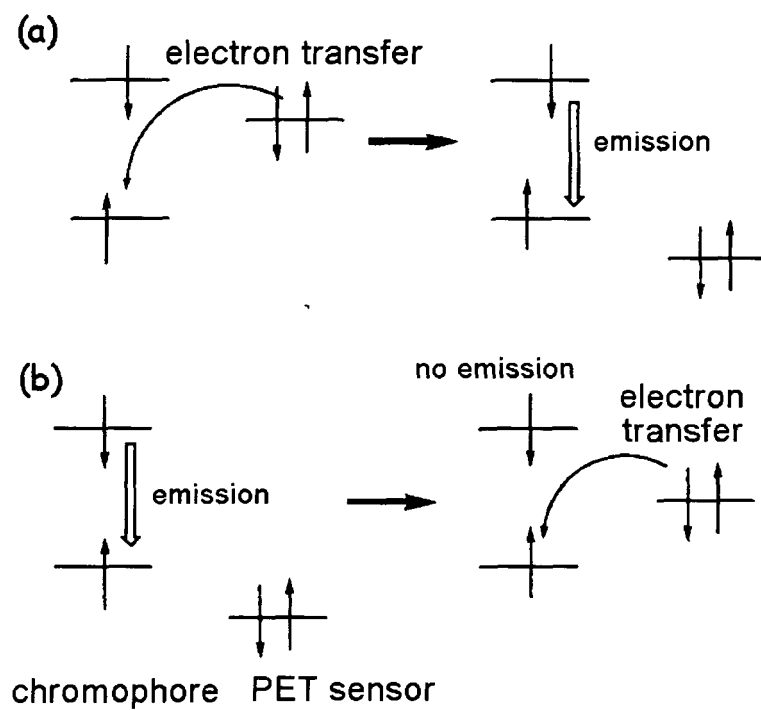 (a)
electron transfer
emission
(b)
no emission
electron
transfer
emission
chromophore PET sensor